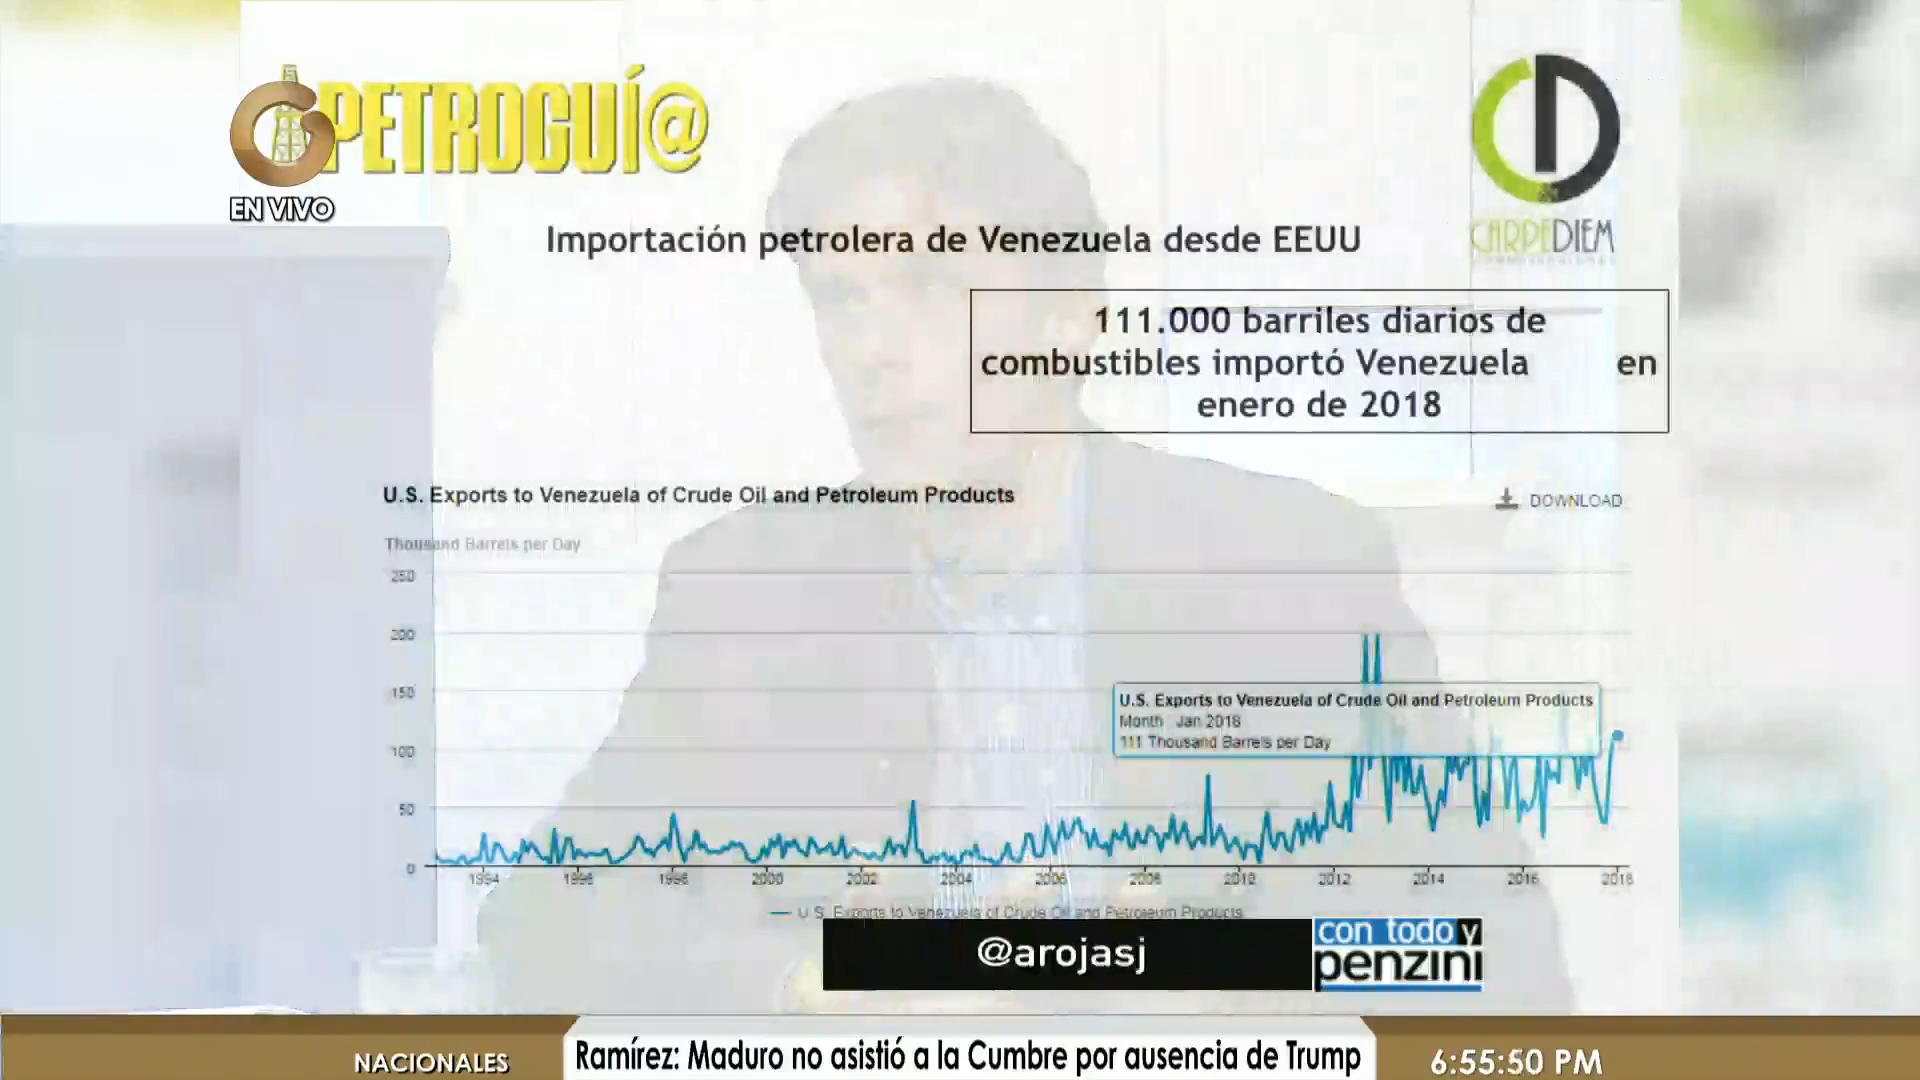 PETROGUÍ@
EN VIVO
CARPEDIEM
Importación petrolera de Venezuela desde EEUU
111.000 barriles diarios de
combustibles importó Venezuela en
enero de 2018
U.S. Exports to Venezuela of Crude Oil and Petroleum Products
DOWNLOAD
Thousand Barrels per Day
250
200
150
100
50
0
U.S. Exports to Venezuela of Crude Oil and Petroleum Products
Month Jan 2018
111 Thousand Barrels per Day
1994 1996 1998 2000 2002 2004 2006 2008 2010 2012 2014 2016 2018
U.S. Exports to Venezuela of Crude Oil and Petroleum Products
@arojasj
con todo y
penzini
NACIONALES
Ramírez: Maduro no asistió a la Cumbre por ausencia de Trump
6:55:50 PM